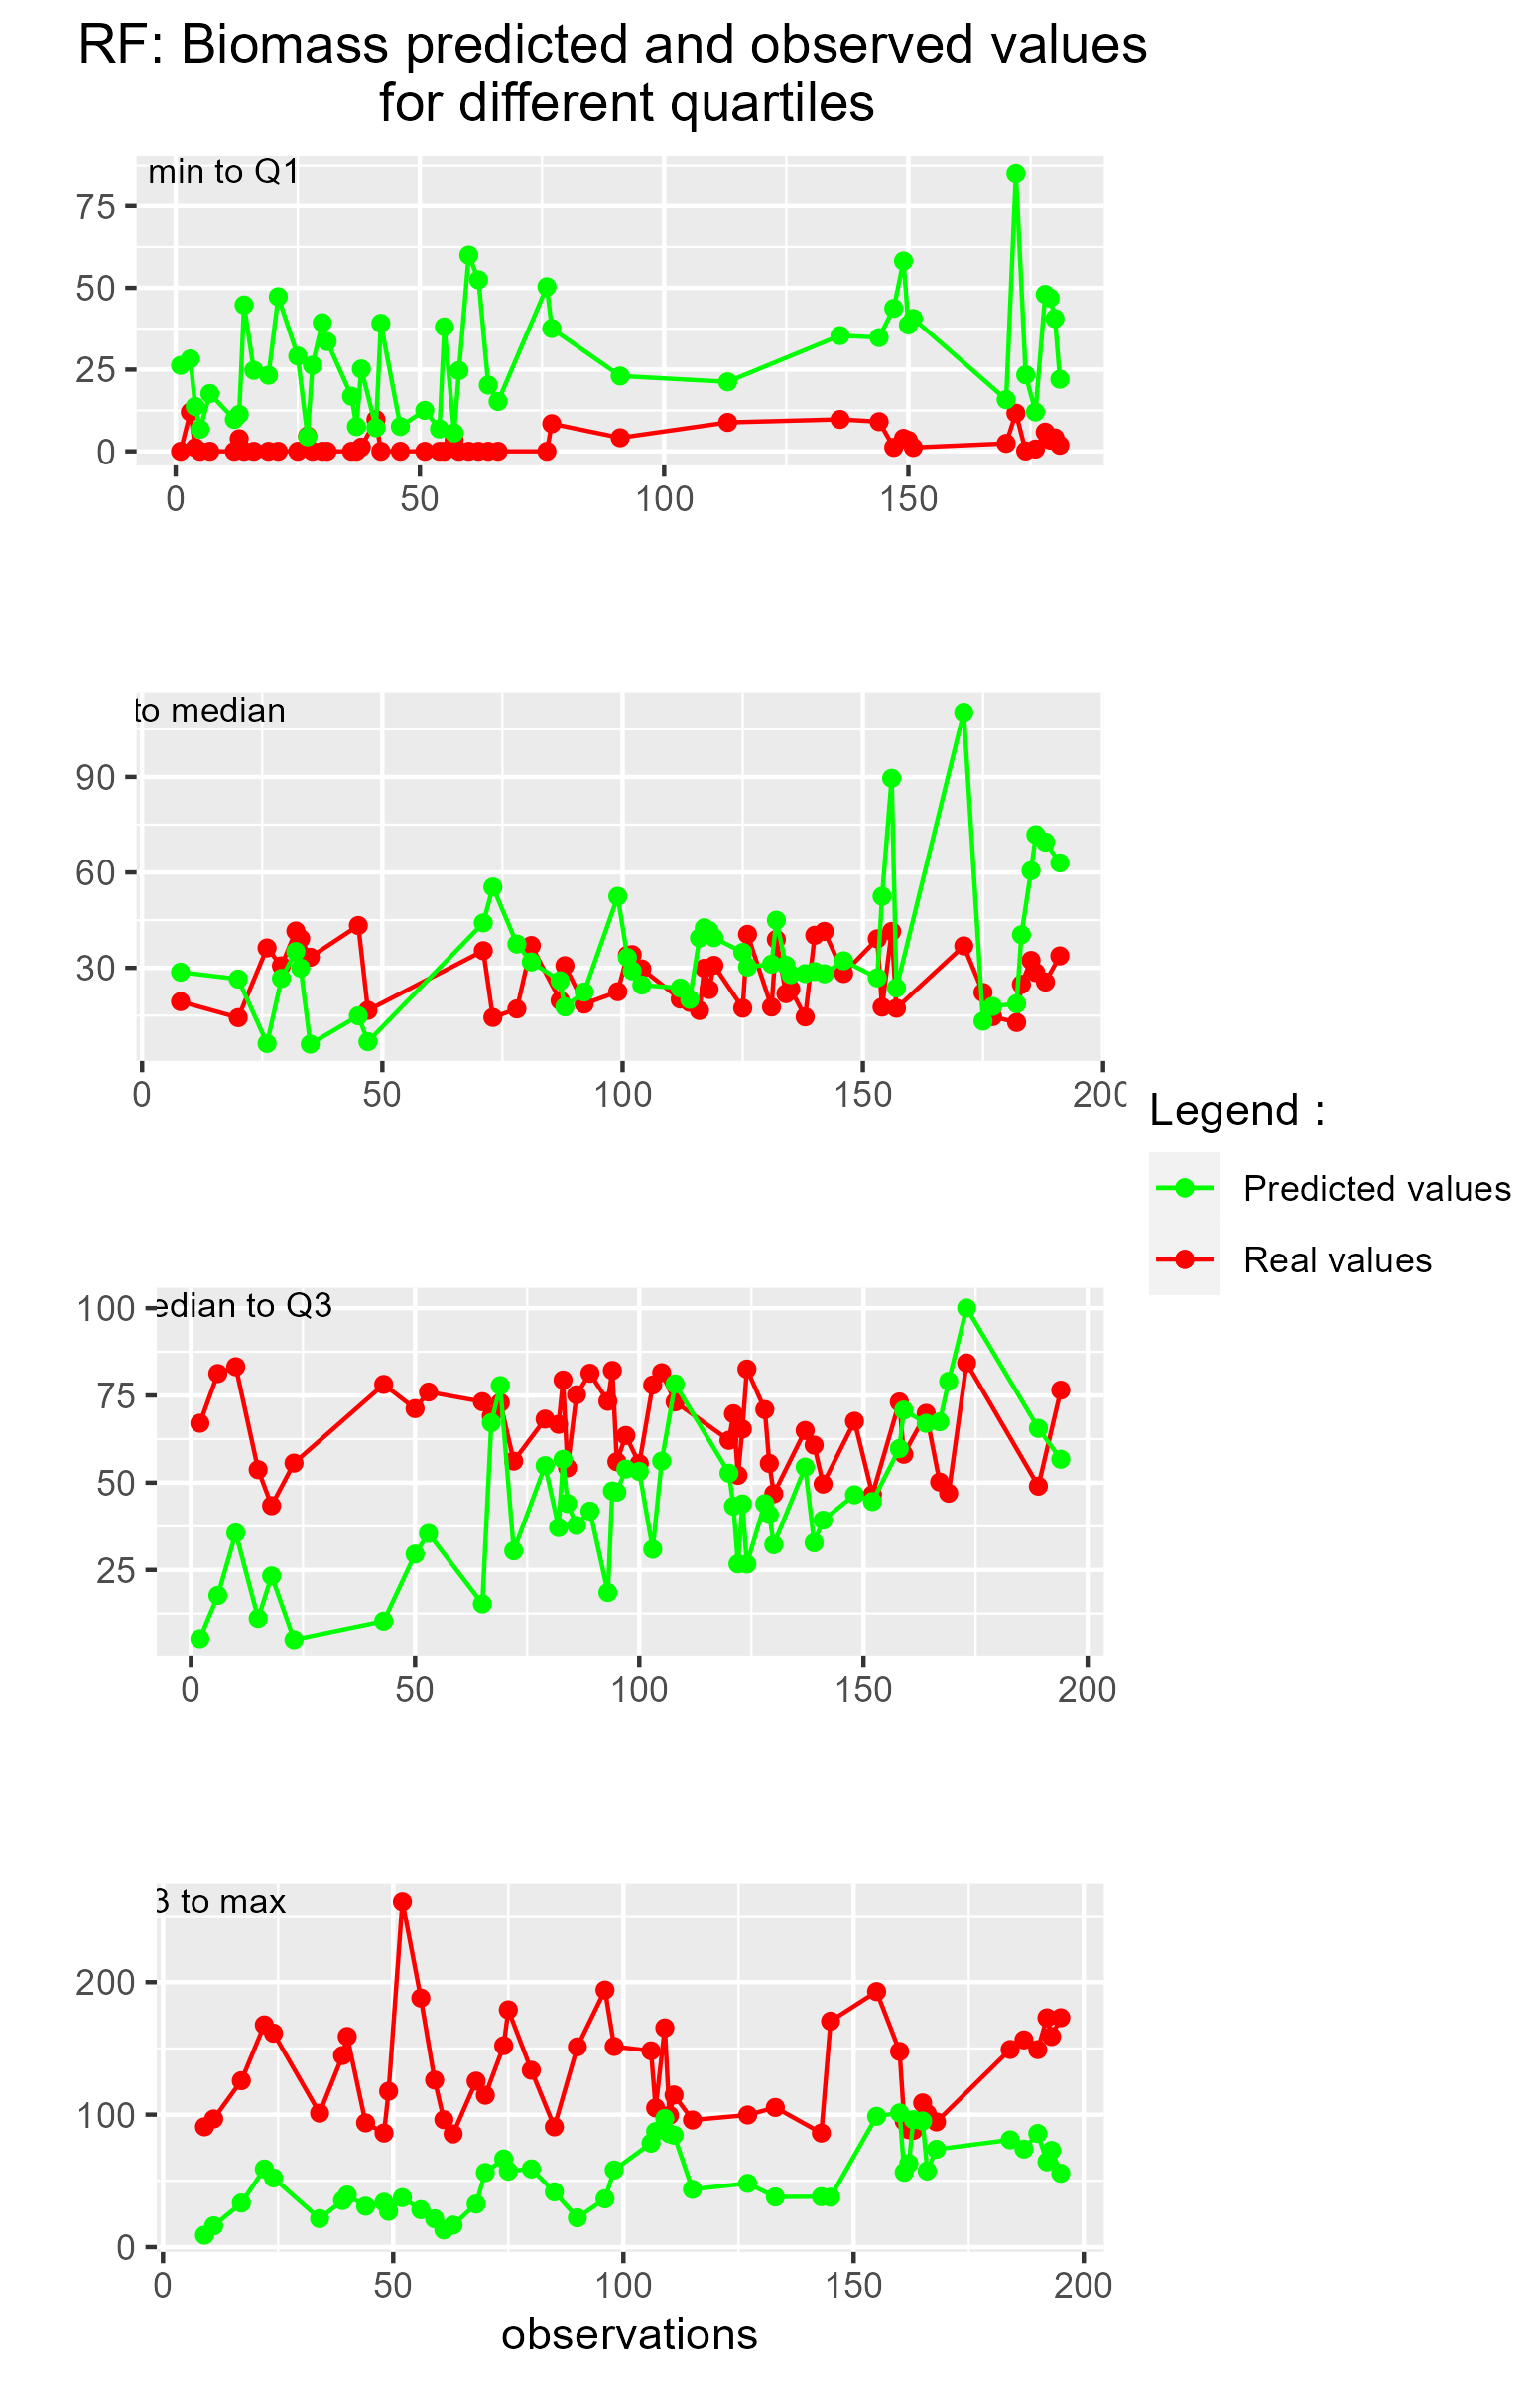 RF: Biomass predicted and observed values
for different quartiles
min to Q1
75
50
25
0
0 50 100 150
to median
90
60
30
0 50 100 150 200
Legend :
Predicted values
Real values
edian to Q3
100
75
50
25
0 50 100 150 200
3 to max
200
100
0
0 50 100 150 200
observations